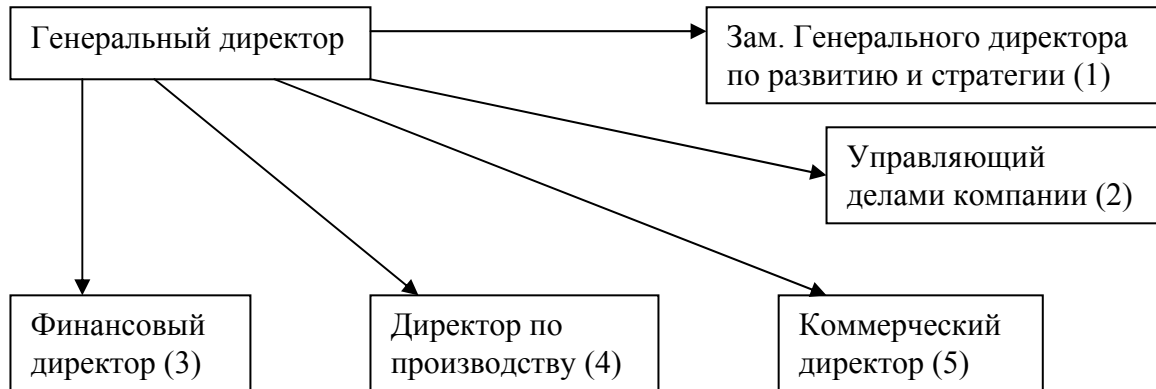 Генеральный директор
Зам. Генерального директора
по развитию и стратегии (1)
Управляющий
делами компании (2)
Финансовый
директор (3)
Директор по
производству (4)
Коммерческий
директор (5)